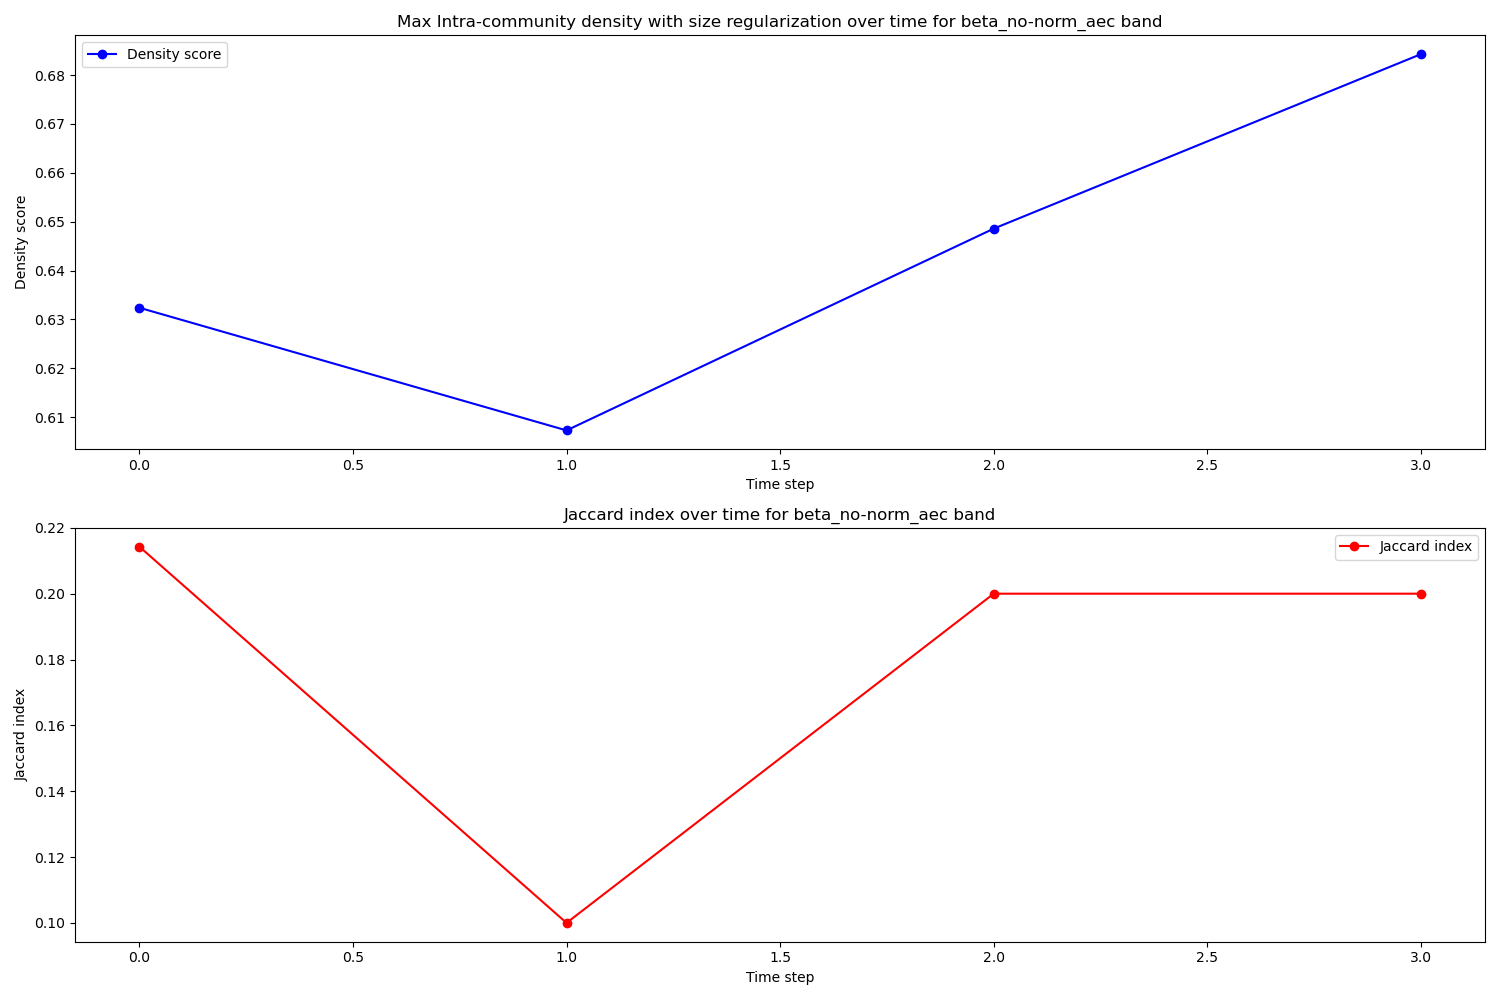 Max Intra-community density with size regularization over time for beta_no-norm_aec band
Density score
0.68
0.67
0.66
0.65
0.64
0.63
0.62
0.61
Density score
0.0 0.5 1.0 1.5 2.0 2.5 3.0
Time step
Jaccard index over time for beta_no-norm_aec band
Jaccard index
0.22
0.20
0.18
0.16
0.14
0.12
0.10
Jaccard index
0.0 0.5 1.0 1.5 2.0 2.5 3.0
Time step